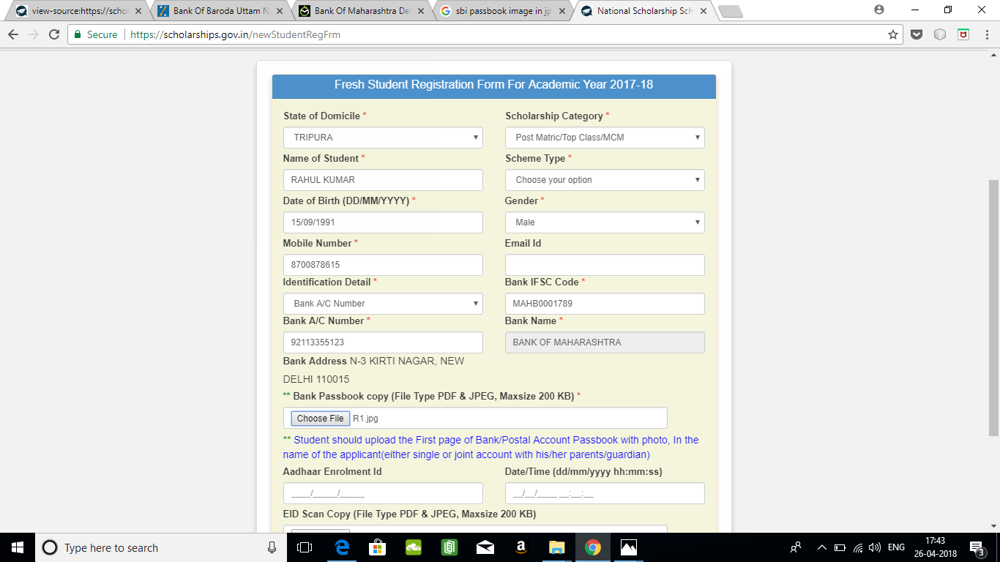 view-source:https://scho
Bank Of Baroda Uttam N
Bank Of Maharashtra De
sbi passbook image in jp
National Scholarship Sch
Secure
https://scholarships.gov.in/newStudentRegFrm
Fresh Student Registration Form For Academic Year 2017-18
State of Domicile *
Scholarship Category *
TRIPURA
Post Matric/Top Class/MCM
Name of Student *
Scheme Type *
RAHUL KUMAR
Choose your option
Date of Birth (DD/MM/YYYY) *
Gender *
15/09/1991
Male
Mobile Number *
Email Id
8700878615
Identification Detail *
Bank IFSC Code *
Bank A/C Number
MAHB0001789
Bank A/C Number *
Bank Name *
92113355123
BANK OF MAHARASHTRA
Bank Address N-3 KIRTI NAGAR, NEW
DELHI 110015
** Bank Passbook copy (File Type PDF & JPEG, Maxsize 200 KB) *
Choose File R1.jpg
** Student should upload the First page of Bank/Postal Account Passbook with photo, In the
name of the applicant(either single or joint account with his/her parents/guardian)
Aadhaar Enrolment Id
Date/Time (dd/mm/yyyy hh:mm:ss)
____/_____/_____
__/__/____ __:__:__
EID Scan Copy (File Type PDF & JPEG, Maxsize 200 KB)
Type here to search
ENG
17:43
26-04-2018
3